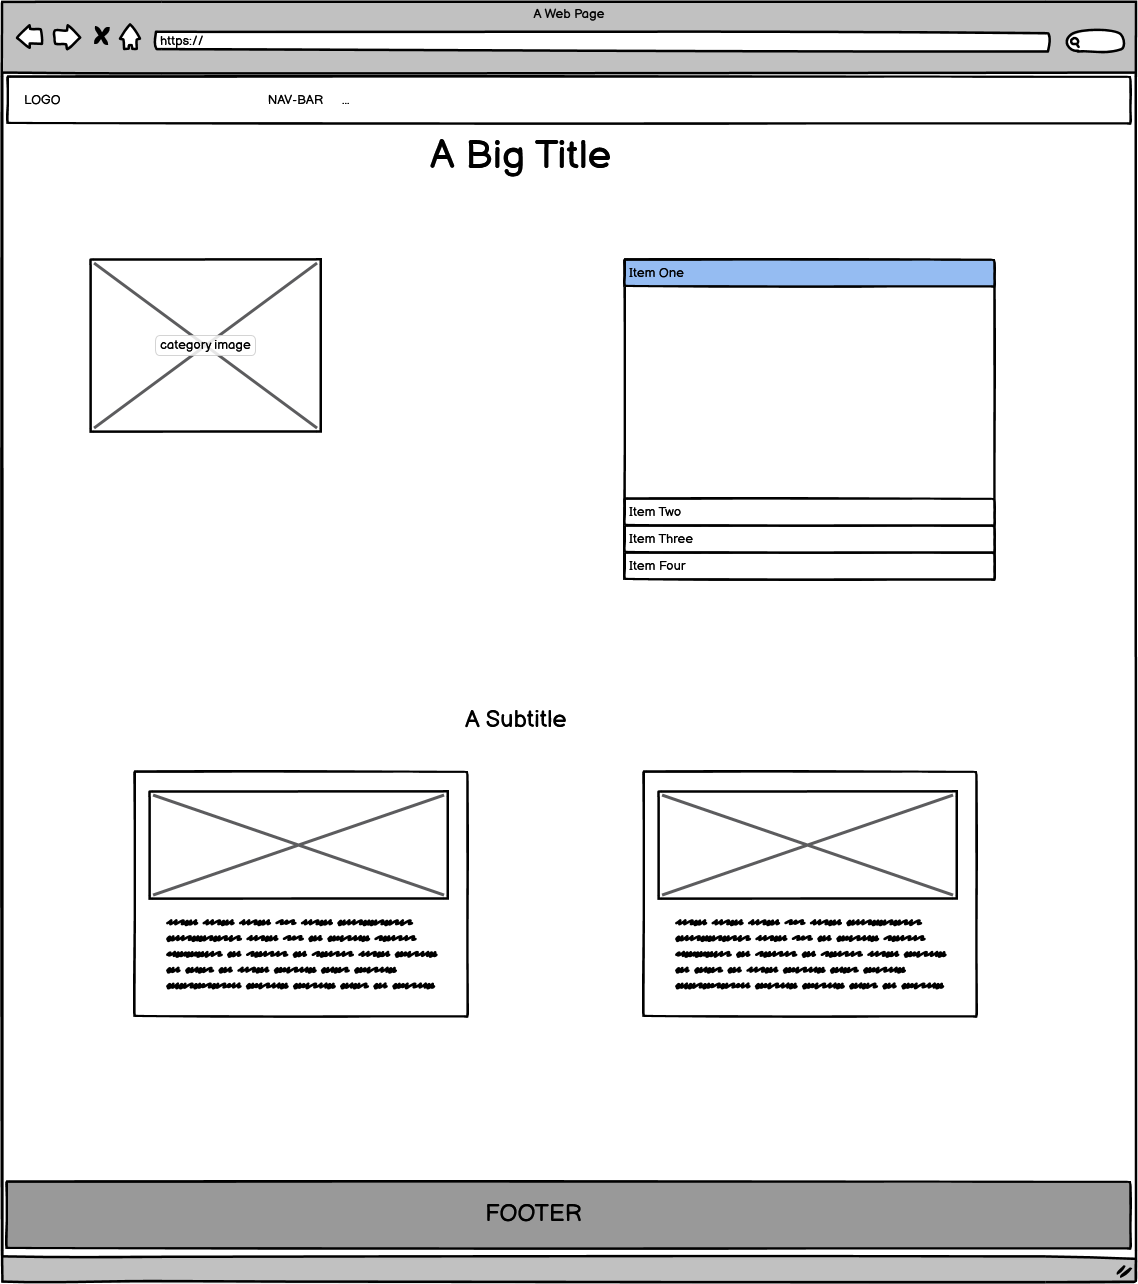 A Web Page
https://
LOGO NAV-BAR ...
A Big Title
category image
Item One
Item Two
Item Three
Item Four
A Subtitle
FOOTER